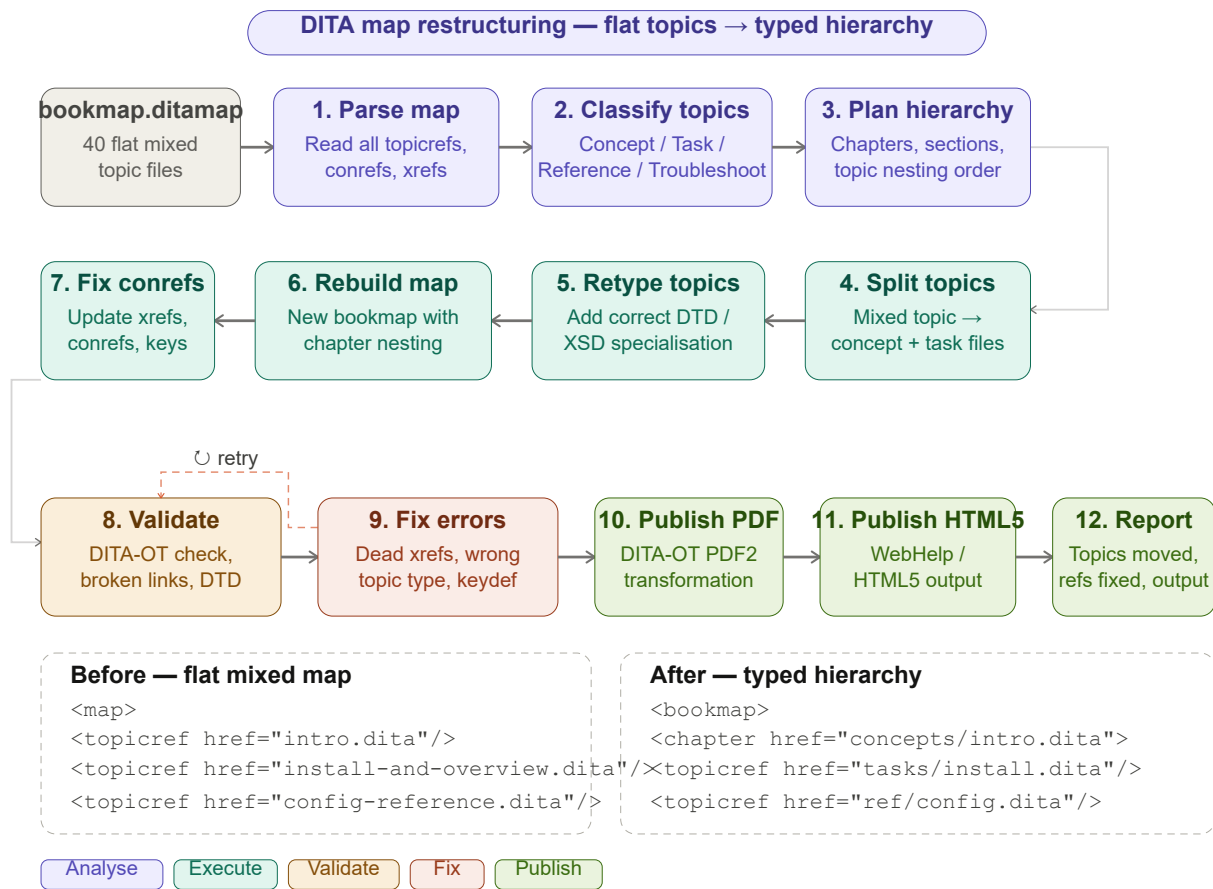 DITA map restructuring — flat topics → typed hierarchy
bookmap.ditamap
40 flat mixed
topic files
1. Parse map
Read all topicrefs,
conrefs, xrefs
2. Classify topics
Concept / Task /
Reference / Troubleshoot
3. Plan hierarchy
Chapters, sections,
topic nesting order
7. Fix conrefs
Update xrefs,
conrefs, keys
6. Rebuild map
New bookmap with
chapter nesting
5. Retype topics
Add correct DTD /
XSD specialisation
4. Split topics
Mixed topic →
concept + task files
↻ retry
8. Validate
DITA-OT check,
broken links, DTD
9. Fix errors
Dead xrefs, wrong
topic type, keydef
10. Publish PDF
DITA-OT PDF2
transformation
11. Publish HTML5
WebHelp /
HTML5 output
12. Report
Topics moved,
refs fixed, output
Before — flat mixed map
<map>
<topicref href="intro.dita"/>
<topicref href="install-and-overview.dita"/>
<topicref href="config-reference.dita"/>
After — typed hierarchy
<bookmap>
<chapter href="concepts/intro.dita">
<topicref href="tasks/install.dita"/>
<topicref href="ref/config.dita"/>
Analyse
Execute
Validate
Fix
Publish